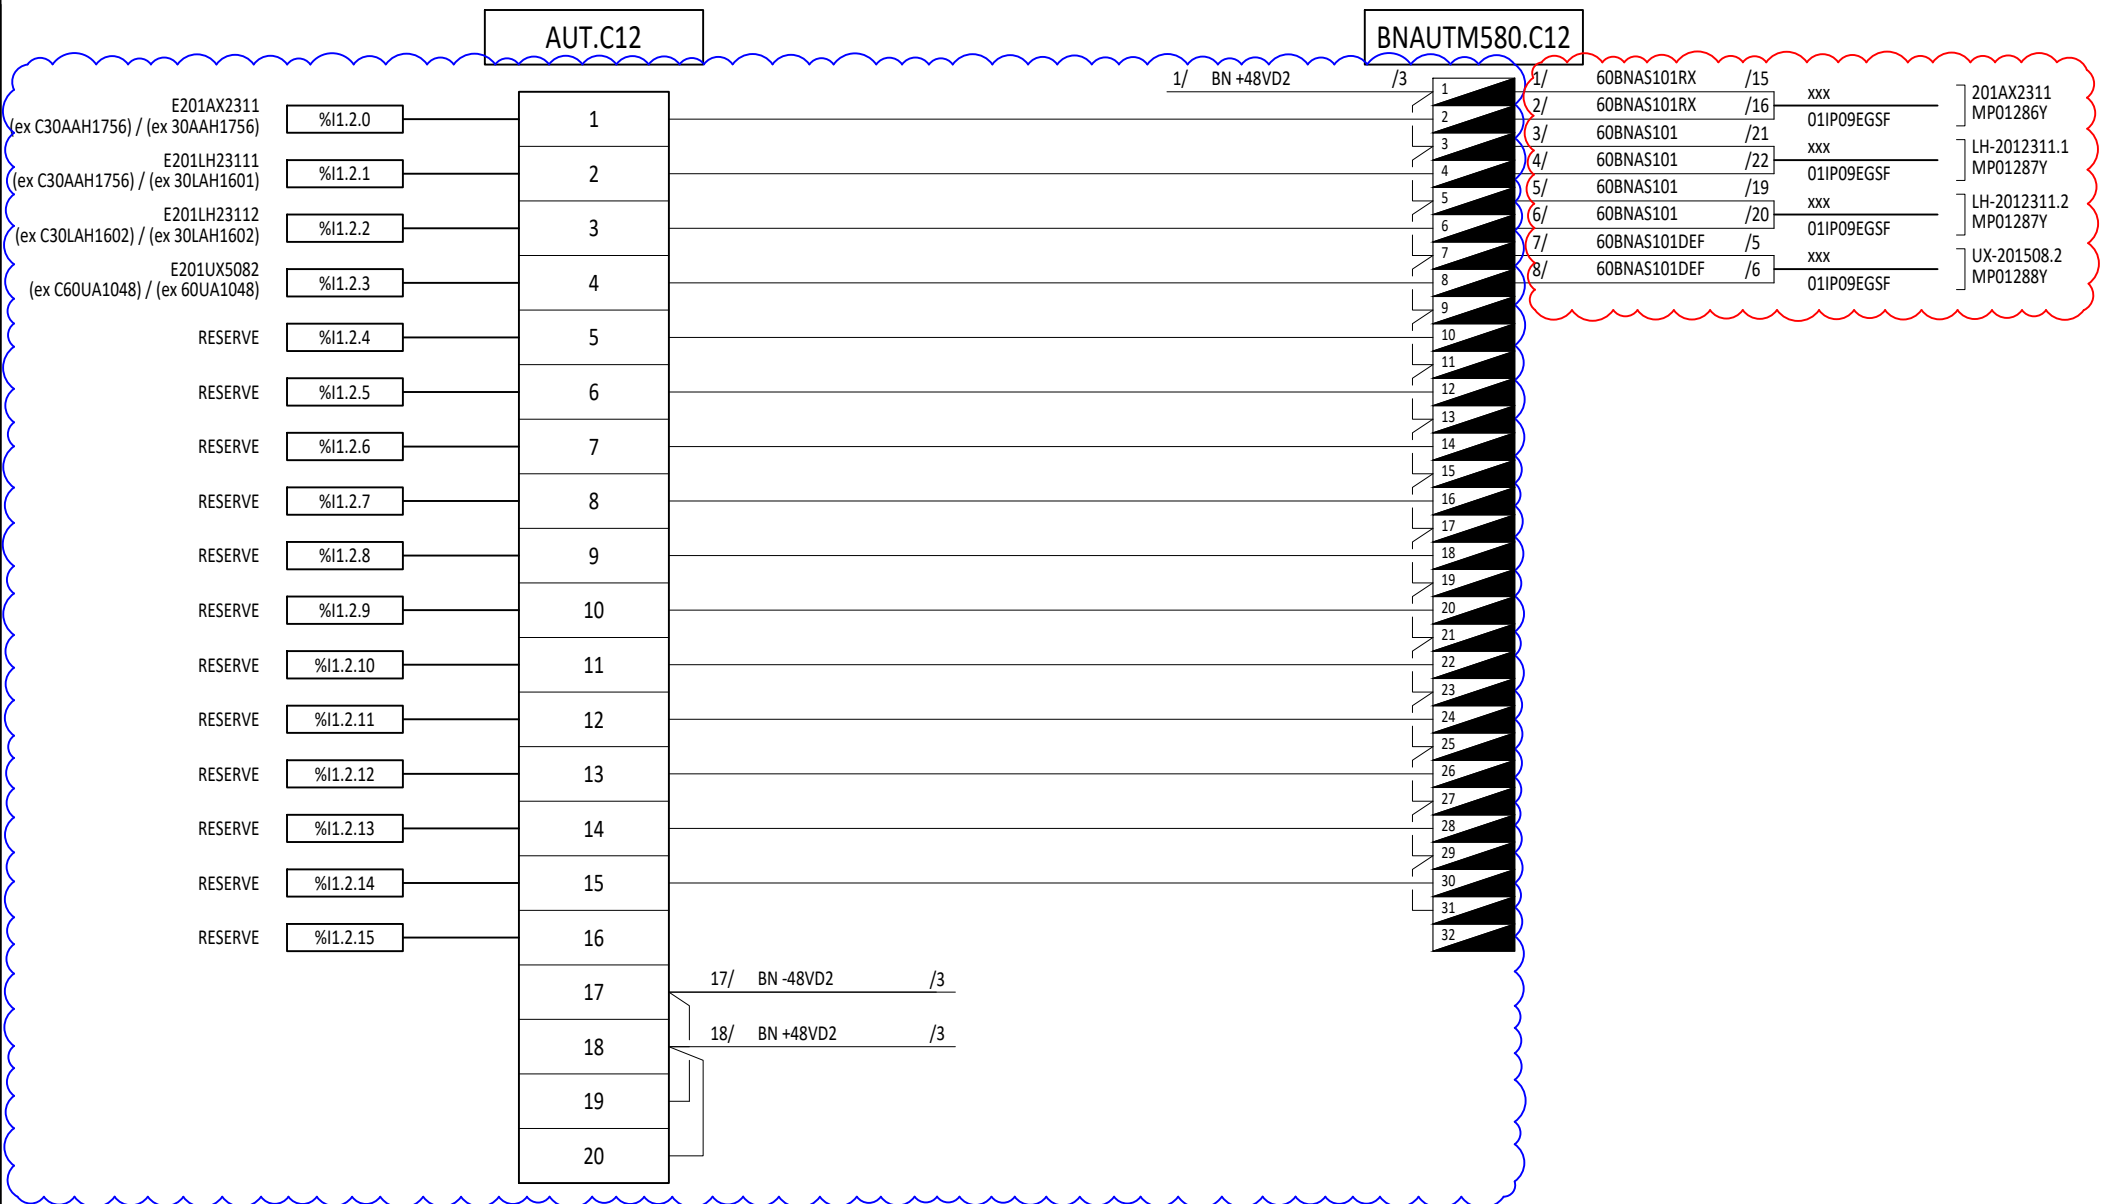 AUT.C12
BNAUTM580.C12
1/ BN +48VD2 /3
E201AX2311
(ex C30AAH1756) / (ex 30AAH1756)
%I1.2.0
1
E201LH23111
(ex C30AAH1756) / (ex 30LAH1601)
%I1.2.1
2
E201LH23112
(ex C30LAH1602) / (ex 30LAH1602)
%I1.2.2
3
E201UX5082
(ex C60UA1048) / (ex 60UA1048)
%I1.2.3
4
RESERVE %I1.2.4 5
RESERVE %I1.2.5 6
RESERVE %I1.2.6 7
RESERVE %I1.2.7 8
RESERVE %I1.2.8 9
RESERVE %I1.2.9 10
RESERVE %I1.2.10 11
RESERVE %I1.2.11 12
RESERVE %I1.2.12 13
RESERVE %I1.2.13 14
RESERVE %I1.2.14 15
RESERVE %I1.2.15 16
17
17/ BN -48VD2 /3
18
18/ BN +48VD2 /3
19
20
1
2
3
4
5
6
7
8
9
10
11
12
13
14
15
16
17
18
19
20
21
22
23
24
25
26
27
28
29
30
31
32
1/ 60BNAS101RX /15
2/ 60BNAS101RX /16
3/ 60BNAS101 /21
4/ 60BNAS101 /22
5/ 60BNAS101 /19
6/ 60BNAS101 /20
7/ 60BNAS101DEF /5
8/ 60BNAS101DEF /6
xxx
01IP09EGSF
201AX2311
MP01286Y
xxx
01IP09EGSF
LH-2012311.1
MP01287Y
xxx
01IP09EGSF
LH-2012311.2
MP01287Y
xxx
01IP09EGSF
UX-201508.2
MP01288Y